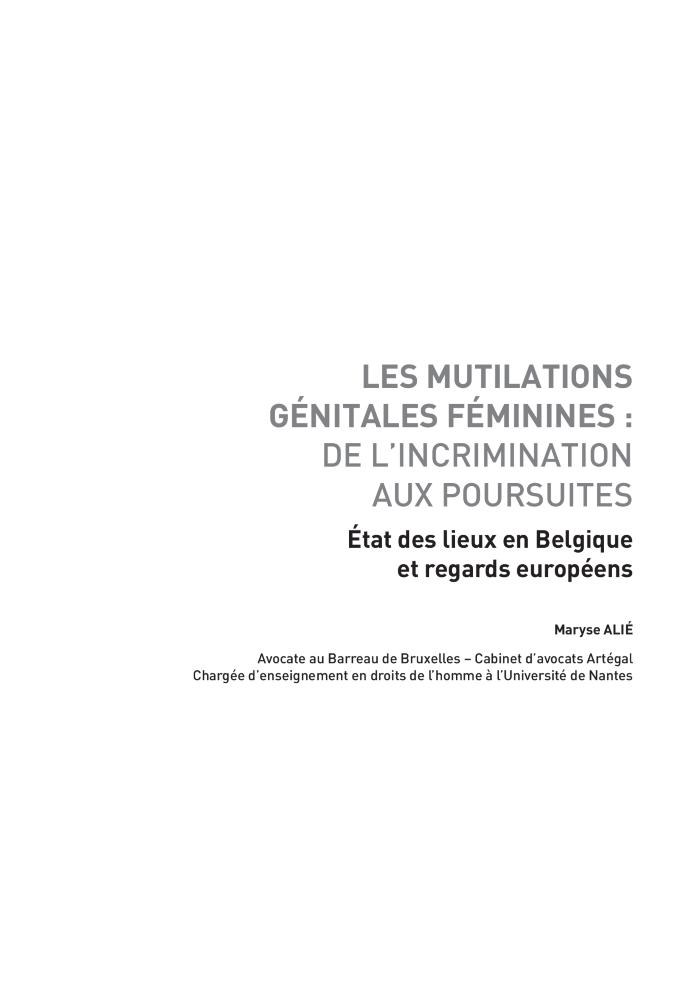 LES MUTILATIONS
GÉNITALES FÉMININES :
DE L’INCRIMINATION
AUX POURSUITES
État des lieux en Belgique
et regards européens
Maryse ALIÉ
Avocate au Barreau de Bruxelles – Cabinet d’avocats Artégal
Chargée d’enseignement en droits de l’homme à l’Université de Nantes